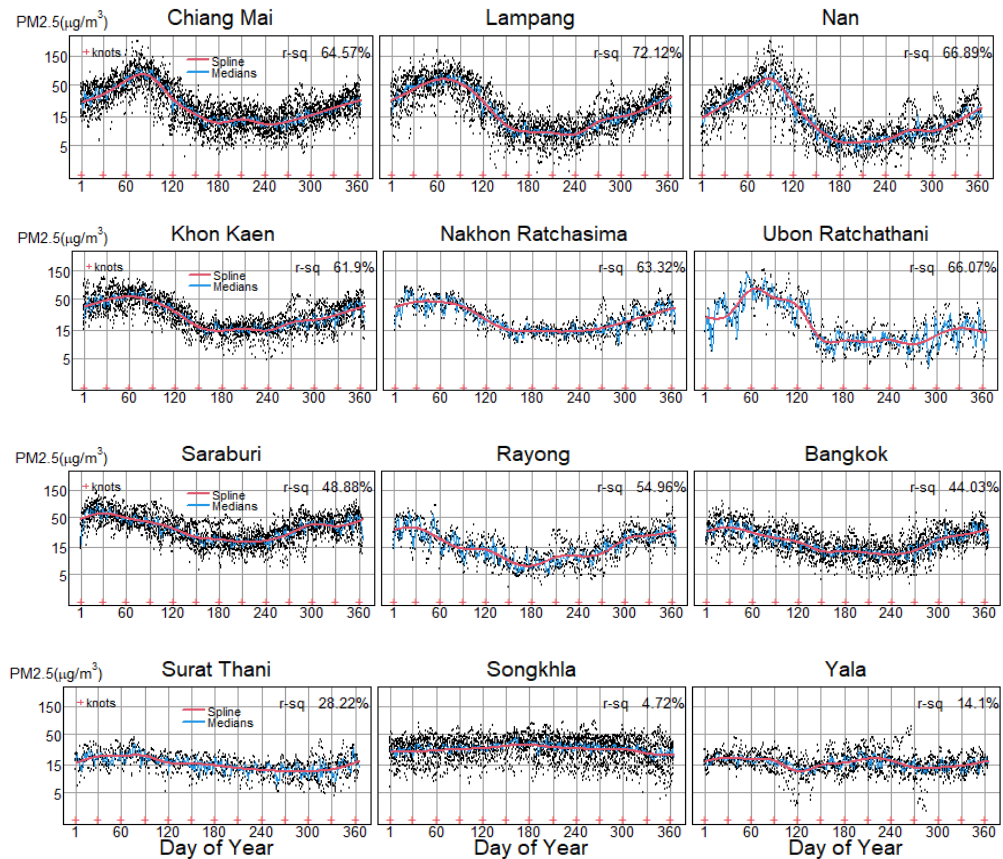 PM2.5(μg/m³) Chiang Mai Lampang Nan
+ knots r-sq 64.57% r-sq 72.12% r-sq 66.89%
150
Spline
Medians
50
15
5
1 60 120 180 240 300 360 1 60 120 180 240 300 360 1 60 120 180 240 300 360
PM2.5(μg/m³) Khon Kaen Nakhon Ratchasima Ubon Ratchathani
+ knots r-sq 61.9% r-sq 63.32% r-sq 66.07%
150
Spline
Medians
50
15
5
1 60 120 180 240 300 360 1 60 120 180 240 300 360 1 60 120 180 240 300 360
PM2.5(μg/m³) Saraburi Rayong Bangkok
+ knots r-sq 48.88% r-sq 54.96% r-sq 44.03%
150
Spline
Medians
50
15
5
1 60 120 180 240 300 360 1 60 120 180 240 300 360 1 60 120 180 240 300 360
PM2.5(μg/m³) Surat Thani Songkhla Yala
+ knots r-sq 28.22% r-sq 4.72% r-sq 14.1%
150
Spline
Medians
50
15
5
1 60 120 180 240 300 360 1 60 120 180 240 300 360 1 60 120 180 240 300 360
Day of Year Day of Year Day of Year